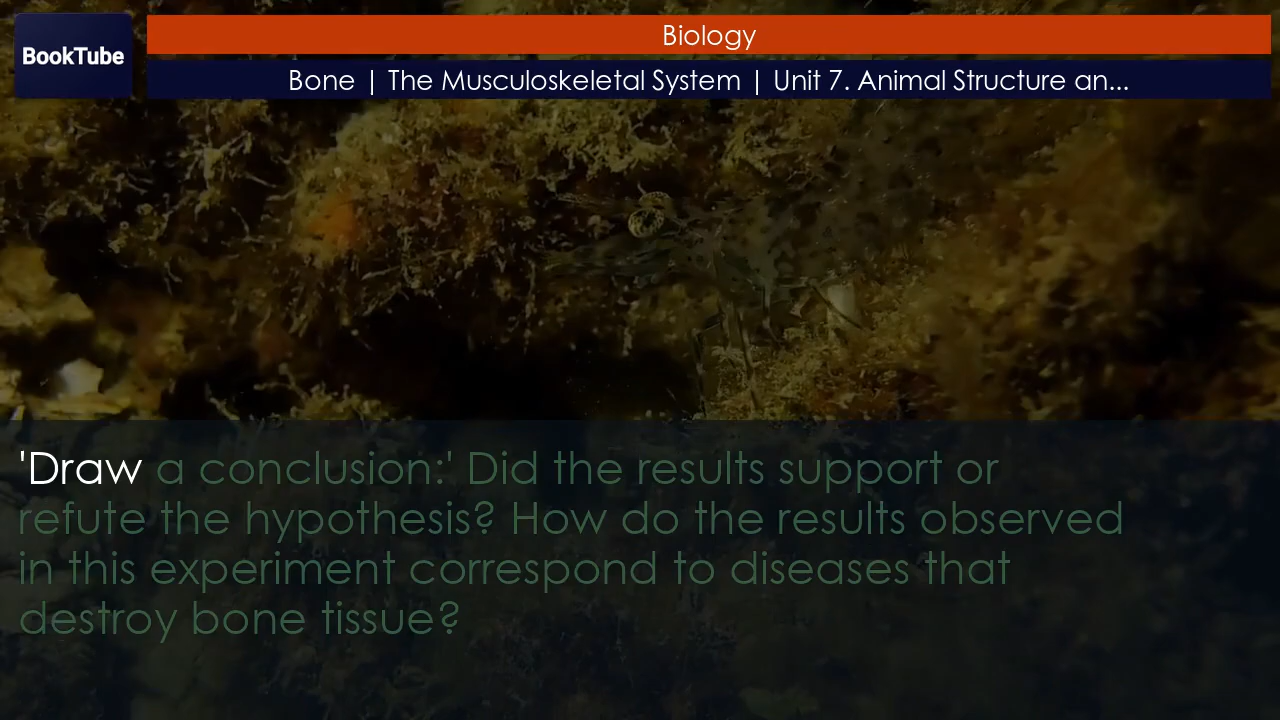 BookTube
Biology
Bone | The Musculoskeletal System | Unit 7. Animal Structure an...
'Draw a conclusion:' Did the results support or
refute the hypothesis? How do the results observed
in this experiment correspond to diseases that
destroy bone tissue?